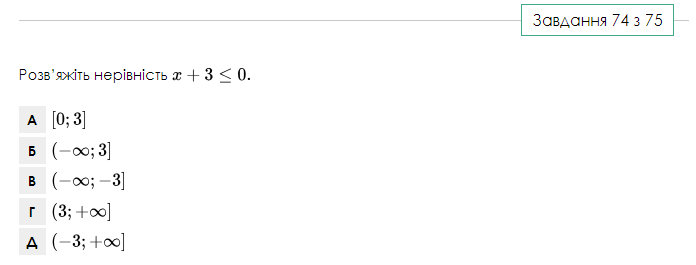 Завдання 74 з 75
Розв'яжіть нерівність x + 3 ≤ 0.
А [0; 3]
Б (−∞; 3]
В (−∞; −3]
Г (3; +∞]
Д (−3; +∞]